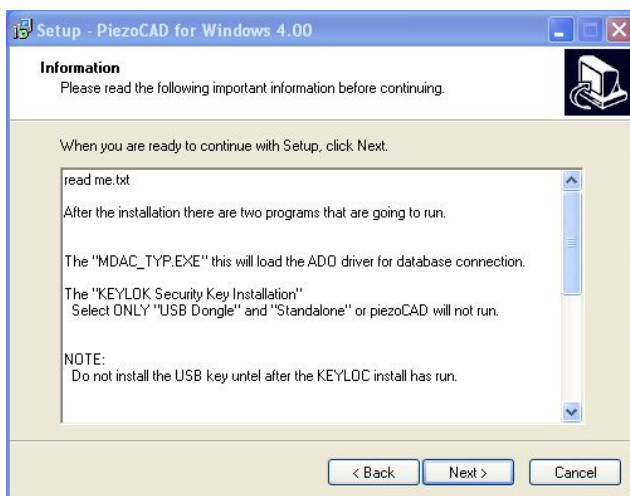 Setup - PiezoCAD for Windows 4.00
Information
Please read the following important information before continuing.
When you are ready to continue with Setup, click Next.
read me.txt
After the installation there are two programs that are going to run.
The "MDAC_TYP.EXE" this will load the ADO driver for database connection.
The "KEYLOK Security Key Installation"
Select ONLY "USB Dongle" and "Standalone" or piezoCAD will not run.
NOTE:
Do not install the USB key untel after the KEYLOC install has run.
< Back Next > Cancel